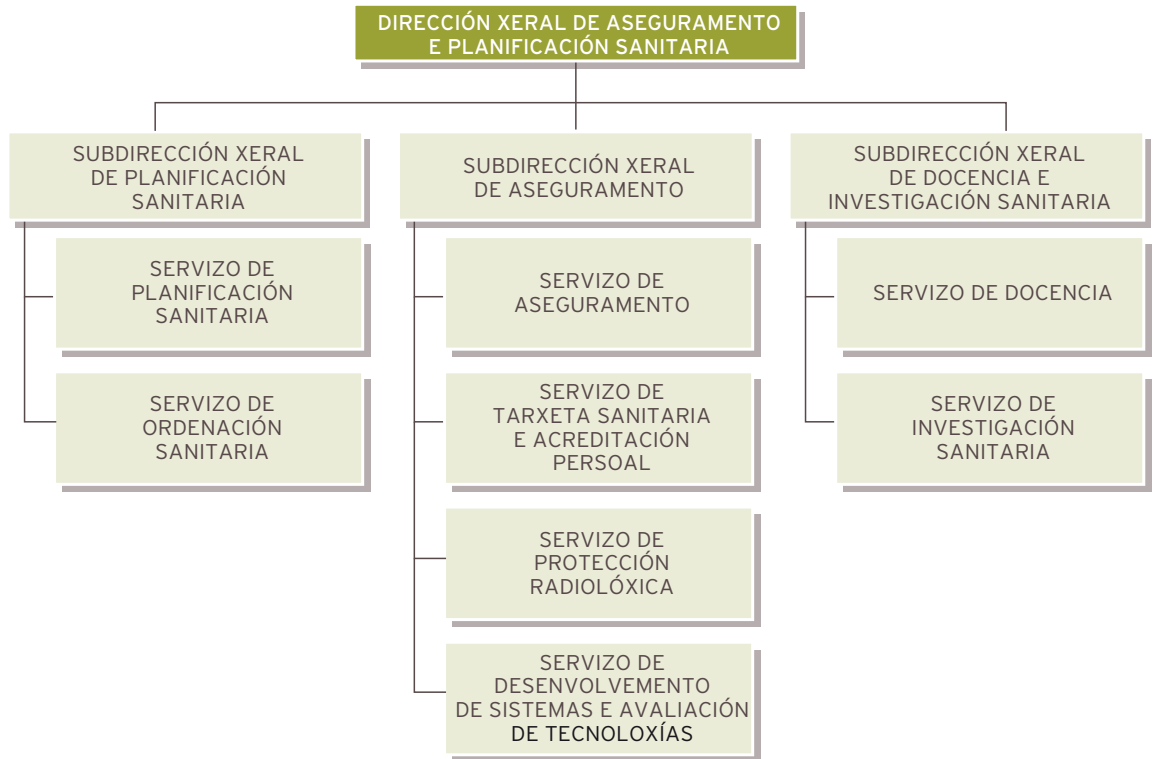 DIRECCIÓN XERAL DE ASEGURAMENTO
E PLANIFICACIÓN SANITARIA
SUBDIRECCIÓN XERAL
DE PLANIFICACIÓN
SANITARIA
SERVIZO DE
PLANIFICACIÓN
SANITARIA
SERVIZO DE
ORDENACIÓN
SANITARIA
SUBDIRECCIÓN XERAL
DE ASEGURAMENTO
SERVIZO DE
ASEGURAMENTO
SERVIZO DE
TARXETA SANITARIA
E ACREDITACIÓN
PERSOAL
SERVIZO DE
PROTECCIÓN
RADIOLÓXICA
SERVIZO DE
DESENVOLVEMENTO
DE SISTEMAS E AVALIACIÓN
DE TECNOLOXÍAS
SUBDIRECCIÓN XERAL
DE DOCENCIA E
INVESTIGACIÓN SANITARIA
SERVIZO DE DOCENCIA
SERVIZO DE
INVESTIGACIÓN
SANITARIA